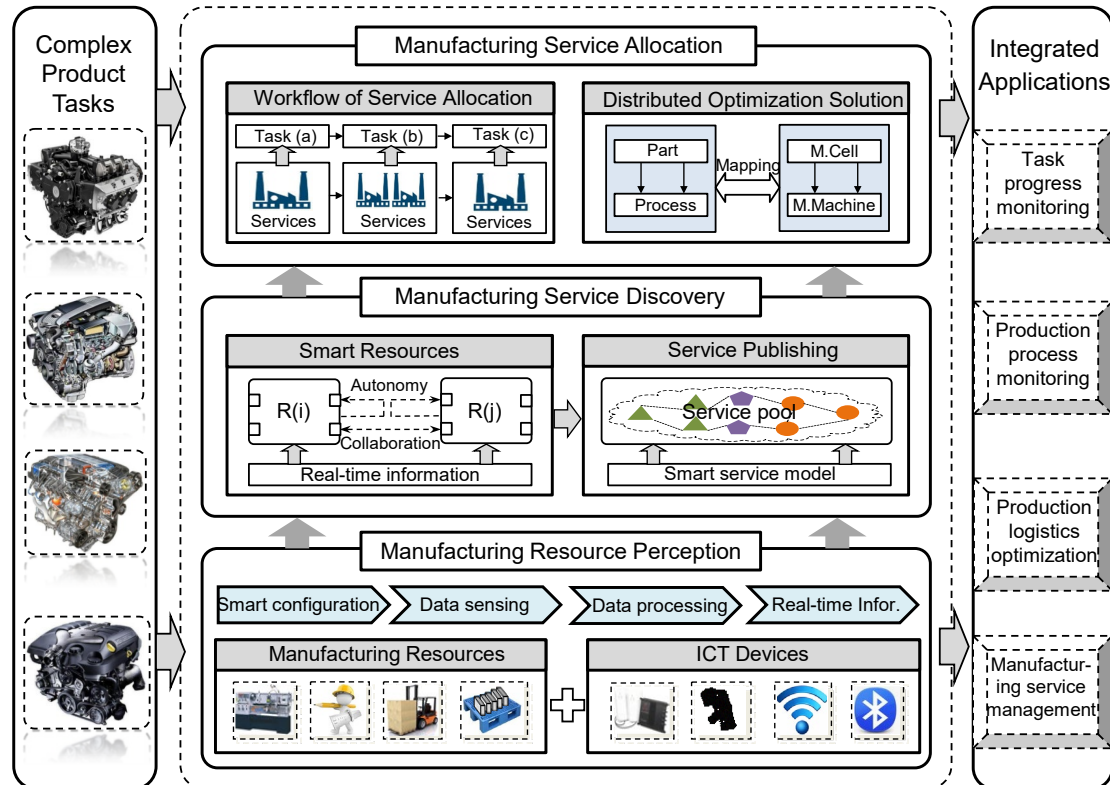 Complex
Product
Tasks
Manufacturing Service Allocation
Workflow of Service Allocation
Task (a)
Task (b)
Task (c)
Services
Services
Services
Distributed Optimization Solution
Part
Process
Mapping
M.Cell
M.Machine
Manufacturing Service Discovery
Smart Resources
R(i)
Autonomy
Collaboration
R(j)
Real-time information
Service Publishing
Service pool
Smart service model
Manufacturing Resource Perception
Smart configuration
Data sensing
Data processing
Real-time Infor.
Manufacturing Resources
ICT Devices
Integrated
Applications
Task
progress
monitoring
Production
process
monitoring
Production
logistics
optimization
Manufactur-
ing service
management